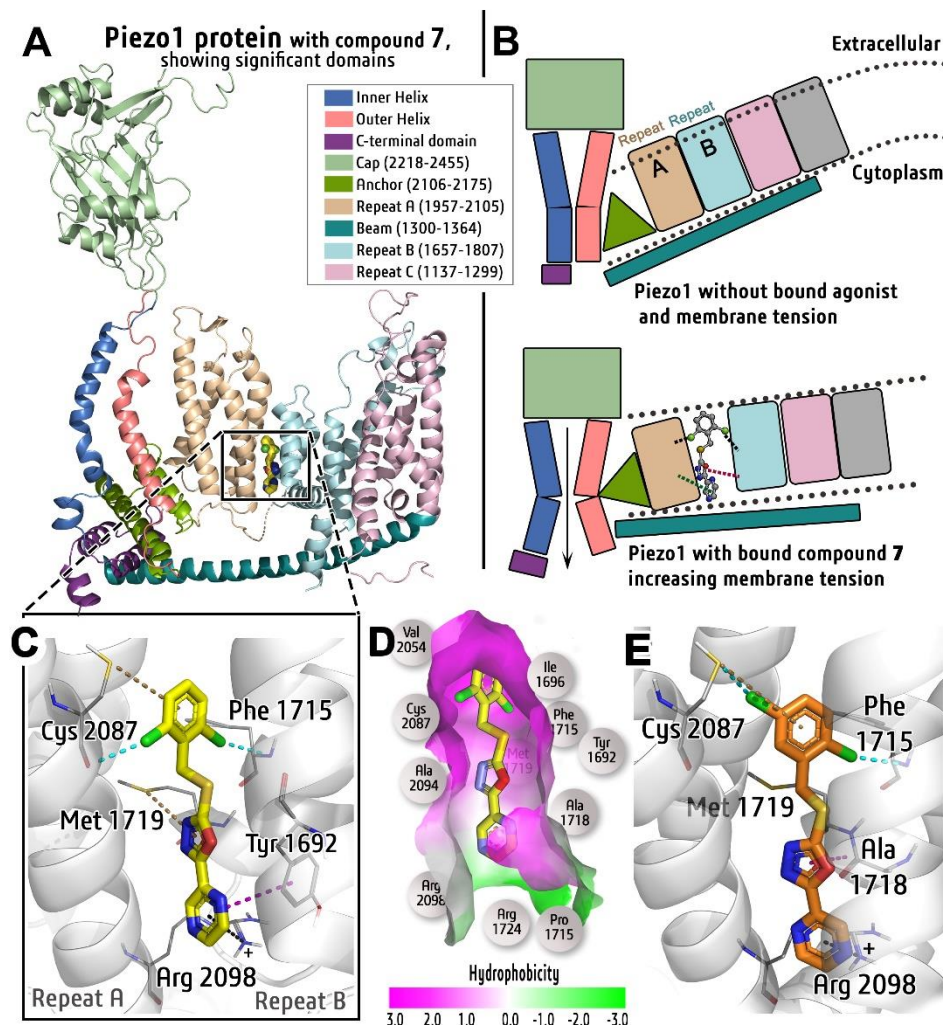 A
Piezo1 protein with compound 7,
showing significant domains
Inner Helix
Outer Helix
C-terminal domain
Cap (2218-2455)
Anchor (2106-2175)
Repeat A (1957-2105)
Beam (1300-1364)
Repeat B (1657-1807)
Repeat C (1137-1299)
B
Extracellular
Repeat
Repeat
A
B
Cytoplasm
Piezo1 without bound agonist
and membrane tension
Piezo1 with bound compound 7
increasing membrane tension
C
Cys 2087
Phe 1715
Met 1719
Tyr 1692
+
Arg 2098
Repeat A
Repeat B
D
Val
2054
Ile
1696
Cys
2087
Phe
1715
Met
1719
Tyr
1692
Ala
2094
Ala
1718
Arg
2098
Arg
1724
Pro
1715
Hydrophobicity
3.0 2.0 1.0 0.0 -1.0 -2.0 -3.0
E
Cys 2087
Phe
1715
Met 1719
Ala
1718
+
Arg 2098